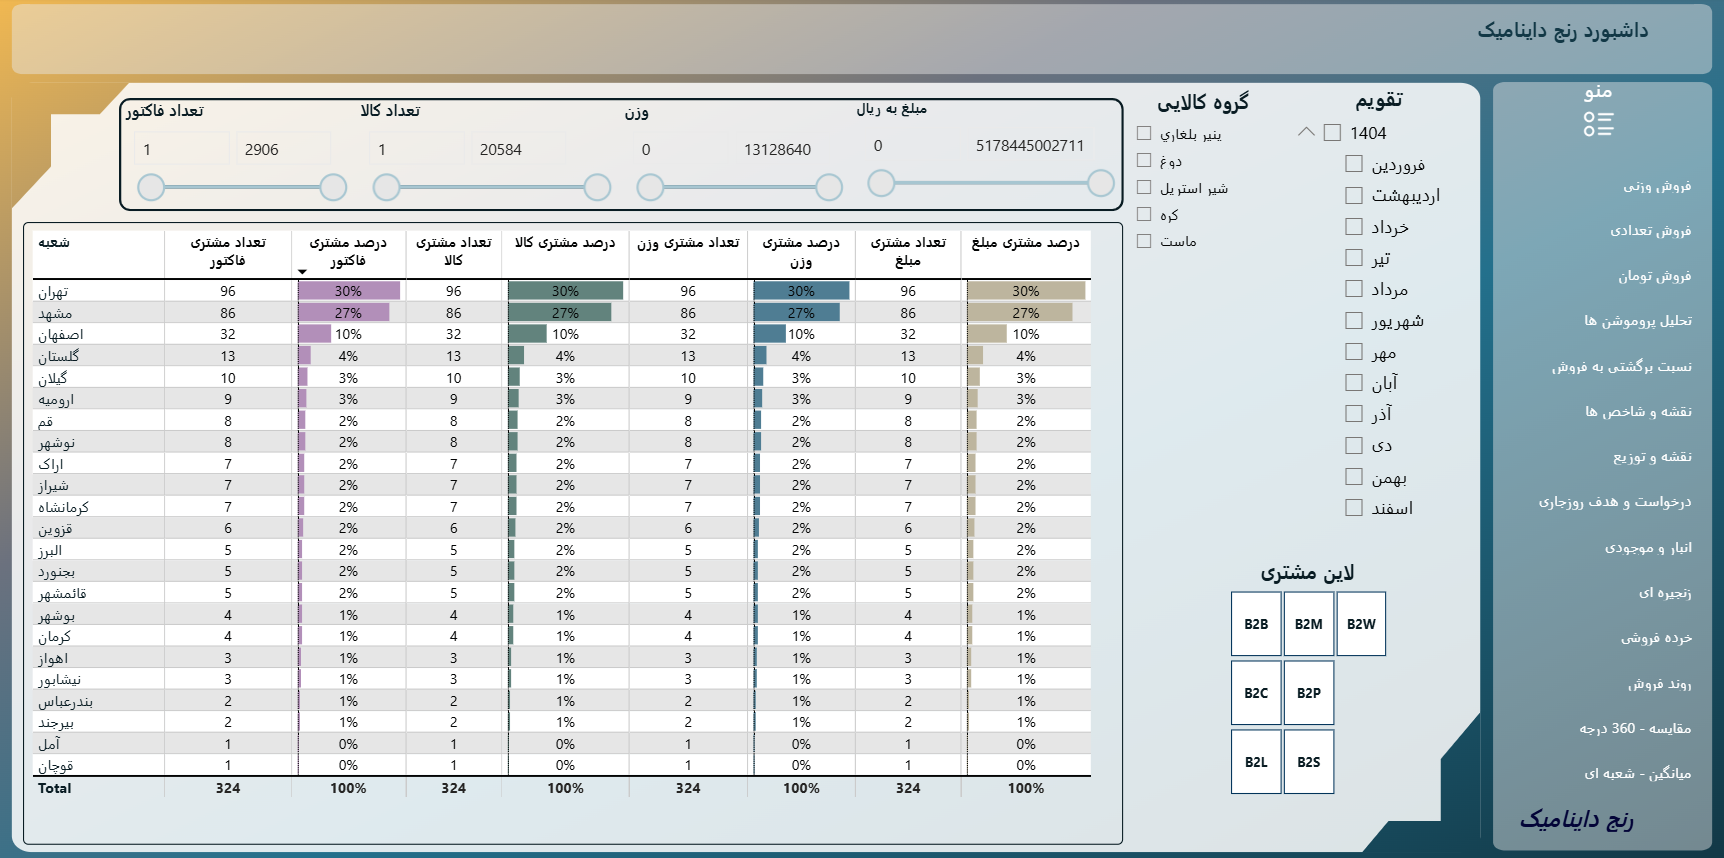 داشبورد رنج داینامیک
منو
فروش وزنی
فروش تعدادی
فروش تومان
تحلیل پروموشن ها
نسبت برگشتی به فروش
نقشه و شاخص ها
نقشه و توزیع
درخواست و هدف روزجاری
انبار و موجودی
زنجیره ای
خرده فروشی
روند فروش
مقایسه - 360 درجه
میانگین - شعبه ای
رنج داینامیک
تقویم
1404
فروردین
اردیبهشت
خرداد
تیر
مرداد
شهریور
مهر
آبان
آذر
دی
بهمن
اسفند
گروه کالایی
پنیر بلغاري
دوغ
شیر استریل
کره
ماست
لاین مشتری
B2B B2M B2W
B2C B2P
B2L B2S
تعداد فاکتور
1 2906
تعداد کالا
1 20584
وزن
0 13128640
مبلغ به ریال
0 5178445002711
شعبه تعداد مشتری فاکتور درصد مشتری فاکتور تعداد مشتری کالا درصد مشتری کالا تعداد مشتری وزن درصد مشتری وزن تعداد مشتری مبلغ درصد مشتری مبلغ
تهران 96 30% 96 30% 96 30% 96 30%
مشهد 86 27% 86 27% 86 27% 86 27%
اصفهان 32 10% 32 10% 32 10% 32 10%
گلستان 13 4% 13 4% 13 4% 13 4%
گیلان 10 3% 10 3% 10 3% 10 3%
ارومیه 9 3% 9 3% 9 3% 9 3%
قم 8 2% 8 2% 8 2% 8 2%
نوشهر 8 2% 8 2% 8 2% 8 2%
اراک 7 2% 7 2% 7 2% 7 2%
شیراز 7 2% 7 2% 7 2% 7 2%
کرمانشاه 7 2% 7 2% 7 2% 7 2%
قزوین 6 2% 6 2% 6 2% 6 2%
البرز 5 2% 5 2% 5 2% 5 2%
بجنورد 5 2% 5 2% 5 2% 5 2%
قائمشهر 5 2% 5 2% 5 2% 5 2%
بوشهر 4 1% 4 1% 4 1% 4 1%
کرمان 4 1% 4 1% 4 1% 4 1%
اهواز 3 1% 3 1% 3 1% 3 1%
نیشابور 3 1% 3 1% 3 1% 3 1%
بندرعباس 2 1% 2 1% 2 1% 2 1%
بیرجند 2 1% 2 1% 2 1% 2 1%
آمل 1 0% 1 0% 1 0% 1 0%
قوچان 1 0% 1 0% 1 0% 1 0%
Total 324 100% 324 100% 324 100% 324 100%